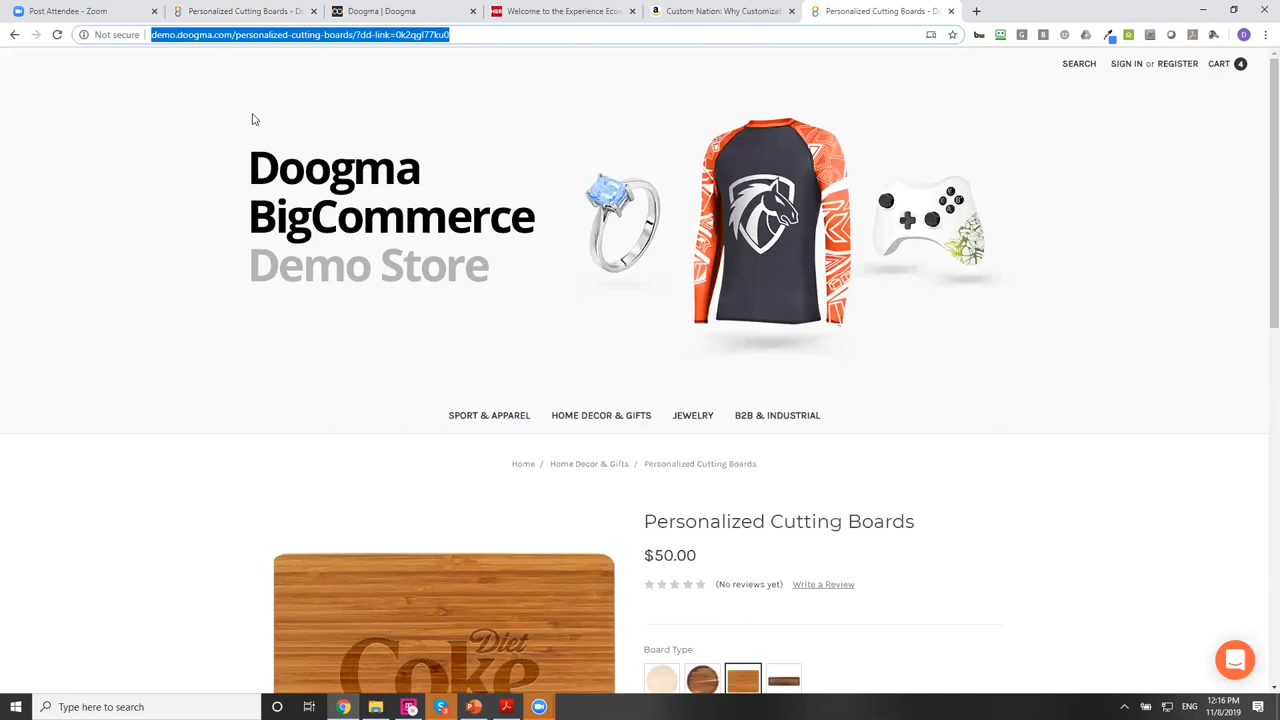 Post Attendee - Zoom
Personalized Cutting Boards - Do
Doogma | Doogma
Welcome to the Experience Econ
Custom Nation: Why Customizat
Personalized Cutting Boards - Do
Not secure
demo.doogma.com/personalized-cutting-boards/?dd-link=0k2qgl77ku0
SEARCH
SIGN IN or REGISTER
CART 4
Doogma
BigCommerce
Demo Store
SPORT & APPAREL
HOME DECOR & GIFTS
JEWELRY
B2B & INDUSTRIAL
Home / Home Decor & Gifts / Personalized Cutting Boards
Personalized Cutting Boards
$50.00
(No reviews yet)
Write a Review
Board Type
Diet
Coke
Type here to search
ENG
12:16 PM
11/8/2019